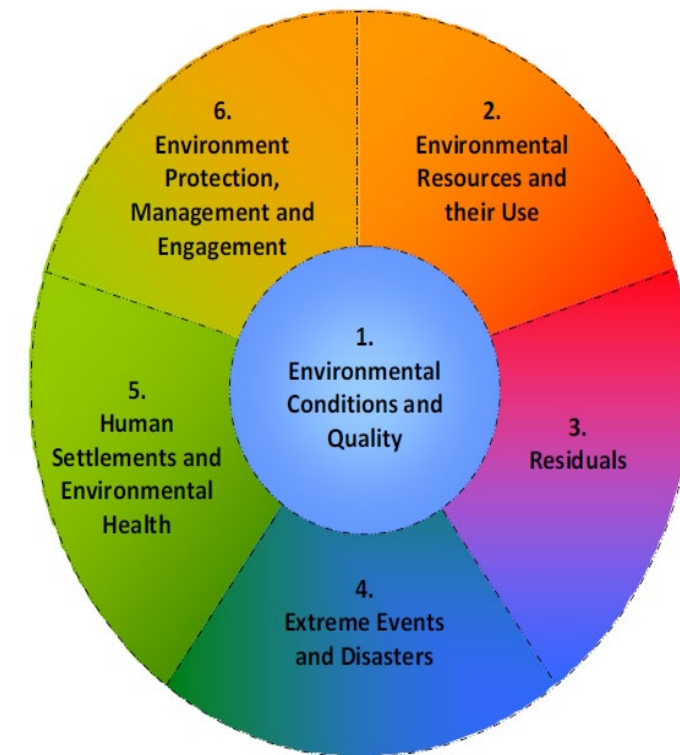 1.
Environmental
Conditions and
Quality
2.
Environmental
Resources and
their Use
3.
Residuals
4.
Extreme Events
and Disasters
5.
Human
Settlements and
Environmental
Health
6.
Environment
Protection,
Management and
Engagement